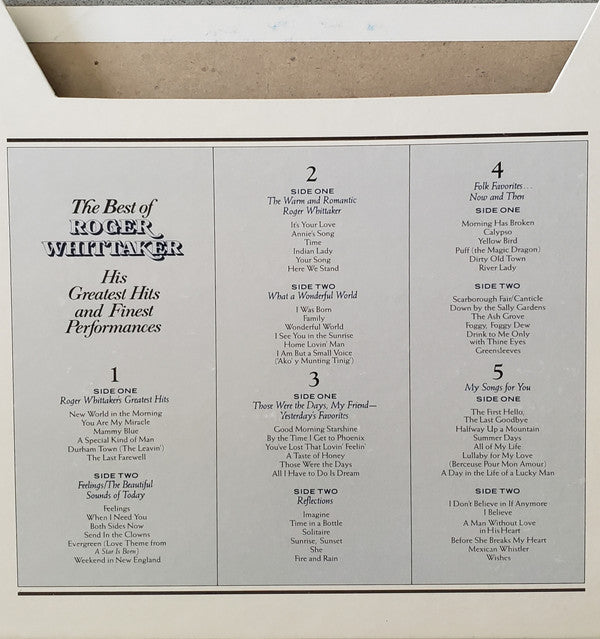 The Best of
ROGER
WHITTAKER
His
Greatest Hits
and Finest
Performances
1
SIDE ONE
Roger Whittaker's Greatest Hits
New World in the Morning
You Are My Miracle
Mammy Blue
A Special Kind of Man
Durham Town (The Leavin')
The Last Farewell
SIDE TWO
Feelings/The Beautiful
Sounds of Today
Feelings
When I Need You
Both Sides Now
Send In the Clowns
Evergreen (Love Theme from
A Star Is Born)
Weekend in New England
2
SIDE ONE
The Warm and Romantic
Roger Whittaker
It's Your Love
Annie's Song
Time
Indian Lady
Your Song
Here We Stand
SIDE TWO
What a Wonderful World
I Was Born
Family
Wonderful World
I See You in the Sunrise
Home Lovin' Man
I Am But a Small Voice
('Ako' y Munting Tinig')
3
SIDE ONE
Those Were the Days, My Friend—
Yesterday's Favorites
Good Morning Starshine
By the Time I Get to Phoenix
You've Lost That Lovin' Feelin'
A Taste of Honey
Those Were the Days
All I Have to Do Is Dream
SIDE TWO
Reflections
Imagine
Time in a Bottle
Solitaire
Sunrise, Sunset
She
Fire and Rain
4
Folk Favorites...
Now and Then
SIDE ONE
Morning Has Broken
Calypso
Yellow Bird
Puff (the Magic Dragon)
Dirty Old Town
River Lady
SIDE TWO
Scarborough Fair/Canticle
Down by the Sally Gardens
The Ash Grove
Foggy, Foggy Dew
Drink to Me Only
with Thine Eyes
Greensleeves
5
My Songs for You
SIDE ONE
The First Hello,
The Last Goodbye
Halfway Up a Mountain
Summer Days
All of My Life
Lullaby for My Love
(Berceuse Pour Mon Amour)
A Day in the Life of a Lucky Man
SIDE TWO
I Don't Believe in If Anymore
I Believe
A Man Without Love
in His Heart
Before She Breaks My Heart
Mexican Whistler
Wishes